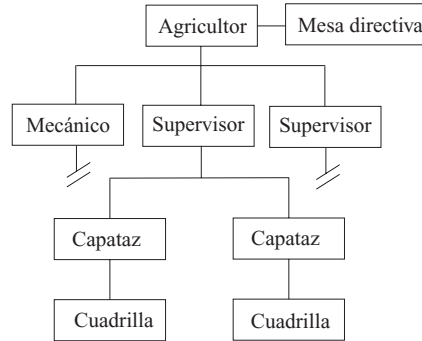 Agricultor
Mesa directiva
Mecánico
Supervisor
Supervisor
Capataz
Capataz
Cuadrilla
Cuadrilla